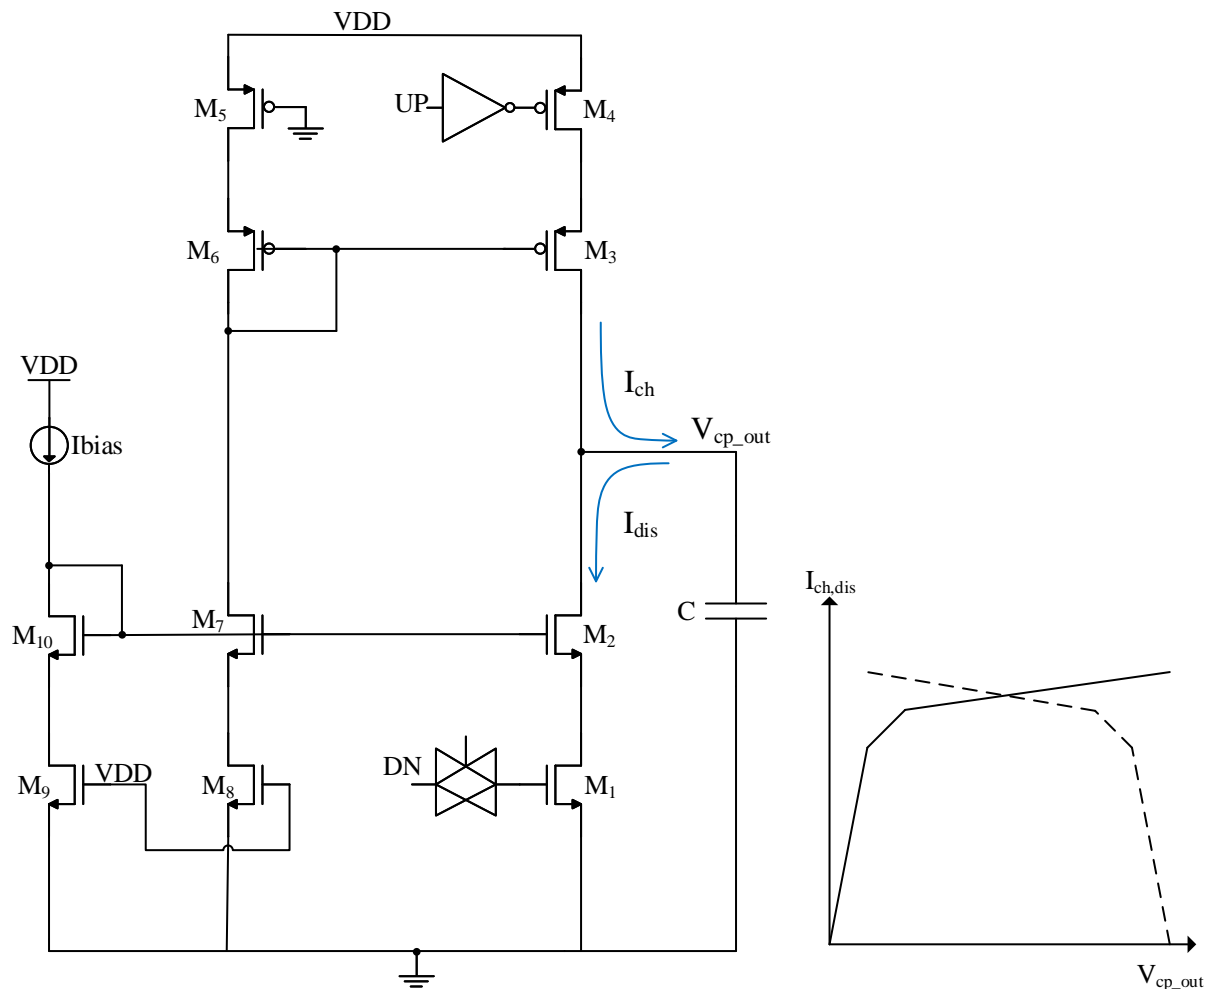 VDD
M5
UP
M4
M6
M3
VDD
Ibias
Ich
Vcp_out
Idis
M10
M7
M2
C
Ich,dis
M9
VDD
M8
DN
M1
Vcp_out